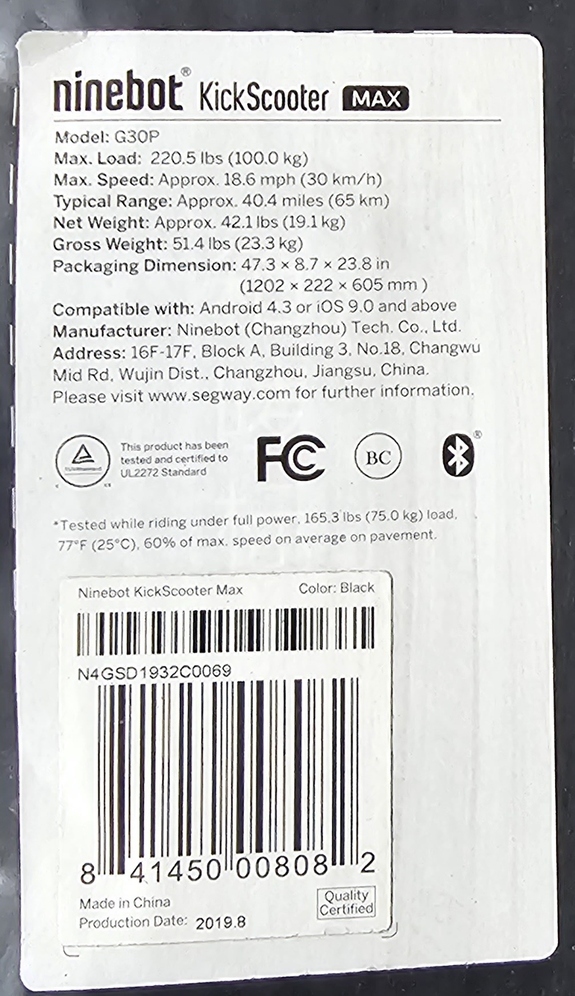 ninebot® KickScooter MAX
Model: G30P
Max. Load: 220.5 lbs (100.0 kg)
Max. Speed: Approx. 18.6 mph (30 km/h)
Typical Range: Approx. 40.4 miles (65 km)
Net Weight: Approx. 42.1 lbs (19.1 kg)
Gross Weight: 51.4 lbs (23.3 kg)
Packaging Dimension: 47.3 × 8.7 × 23.8 in
(1202 × 222 × 605 mm )
Compatible with: Android 4.3 or iOS 9.0 and above
Manufacturer: Ninebot (Changzhou) Tech. Co., Ltd.
Address: 16F-17F, Block A, Building 3, No.18, Changwu
Mid Rd, Wujin Dist., Changzhou, Jiangsu, China.
Please visit www.segway.com for further information.
This product has been
tested and certified to
UL2272 Standard
FC
BC
®
*Tested while riding under full power, 165.3 lbs (75.0 kg) load,
77°F (25°C), 60% of max. speed on average on pavement.
Ninebot KickScooter Max Color: Black
N4GSD1932C0069
8 41450 00808 2
Made in China
Production Date: 2019.8
Quality
Certified